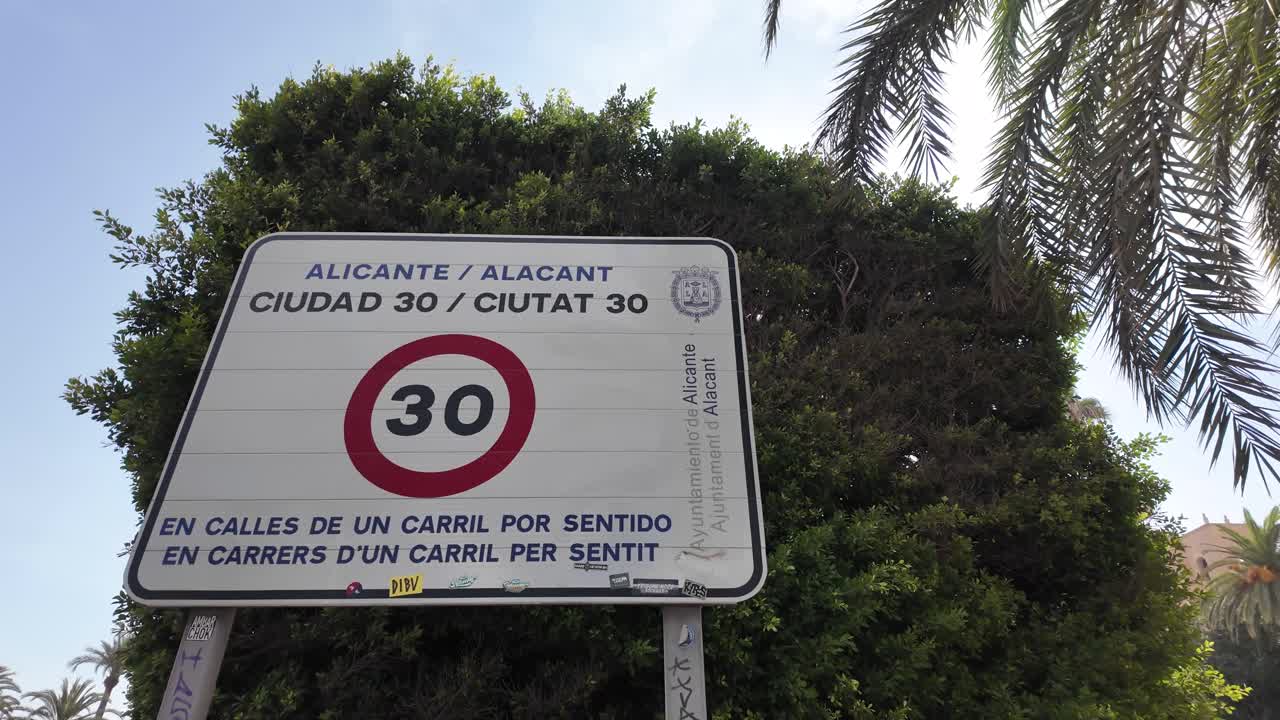 ALICANTE / ALACANT
CIUDAD 30 / CIUTAT 30
30
EN CALLES DE UN CARRIL POR SENTIDO
EN CARRERS D'UN CARRIL PER SENTIT
Ayuntamiento de Alicante
Ajuntament d'Alacant
DIBV